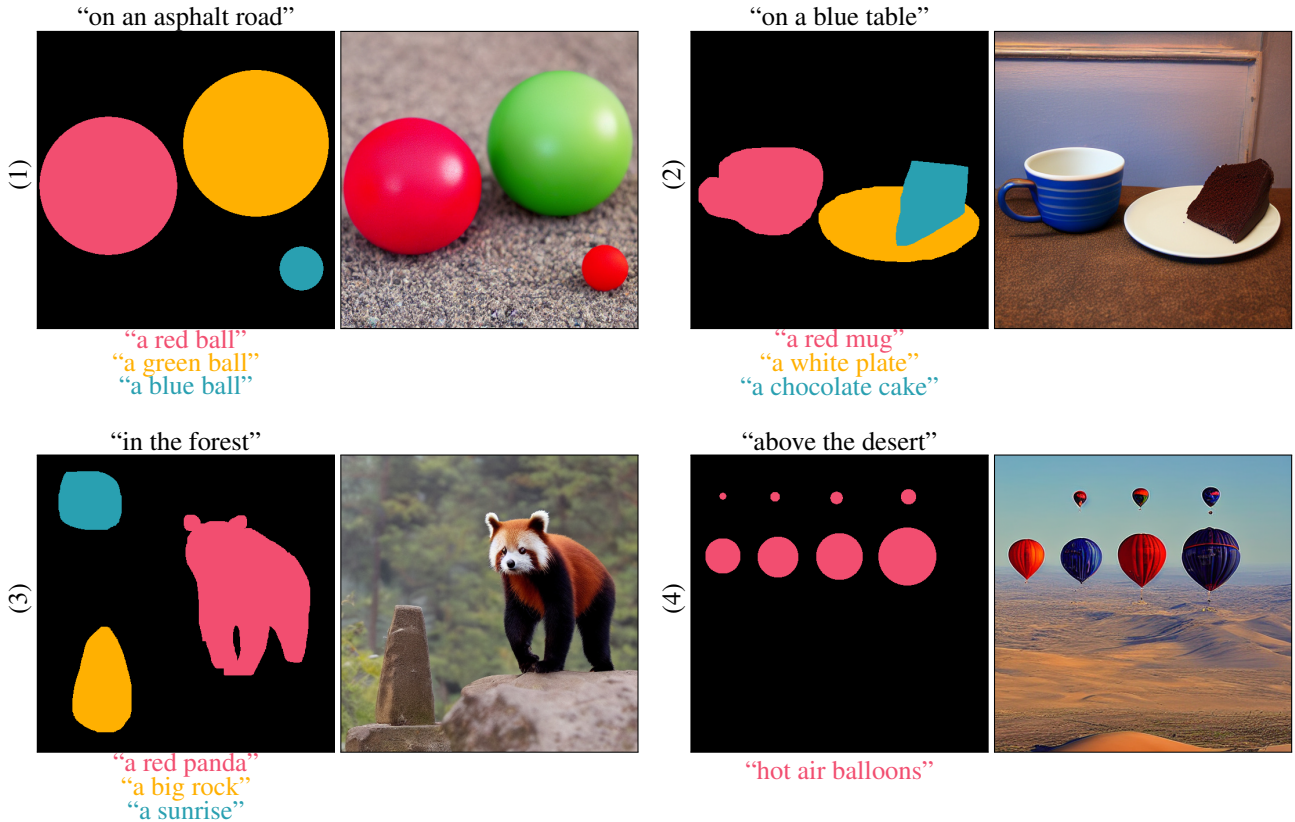 “on an asphalt road”
(1)
“a red ball”
“a green ball”
“a blue ball”
“on a blue table”
(2)
“a red mug”
“a white plate”
“a chocolate cake”
“in the forest”
(3)
“a red panda”
“a big rock”
“a sunrise”
“above the desert”
(4)
“hot air balloons”